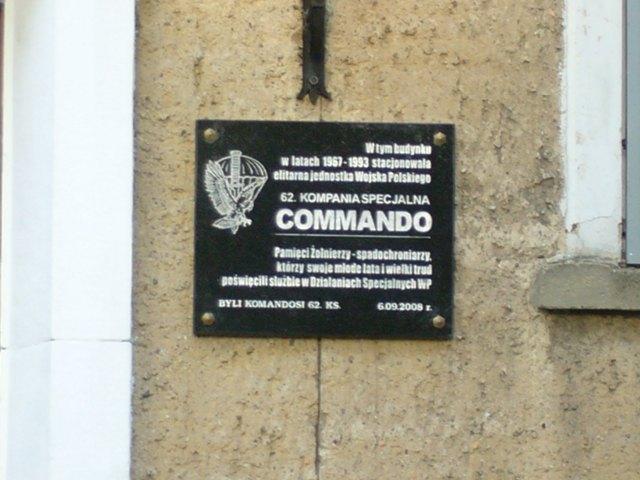 W tym budynku
w latach 1967-1993 stacjonowała
elitarna jednostka Wojska Polskiego
62. KOMPANIA SPECJALNA
COMMANDO
Pamięci Żołnierzy - spadochroniarzy,
którzy swoje młode lata i wielki trud
poświęcili służbie w Działaniach Specjalnych WP
BYLI KOMANDOSI 62. KS. 6.09.2008 r.